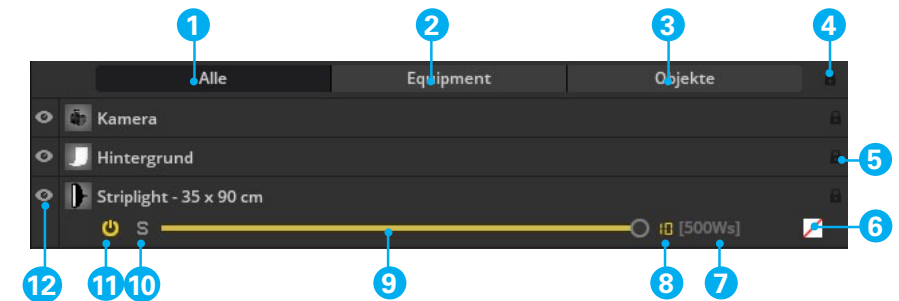 1 2 3 4
Alle Equipment Objekte
Kamera
Hintergrund
5
Striplight - 35 x 90 cm
S 10 [500Ws] 6
12 11 10 9 8 7